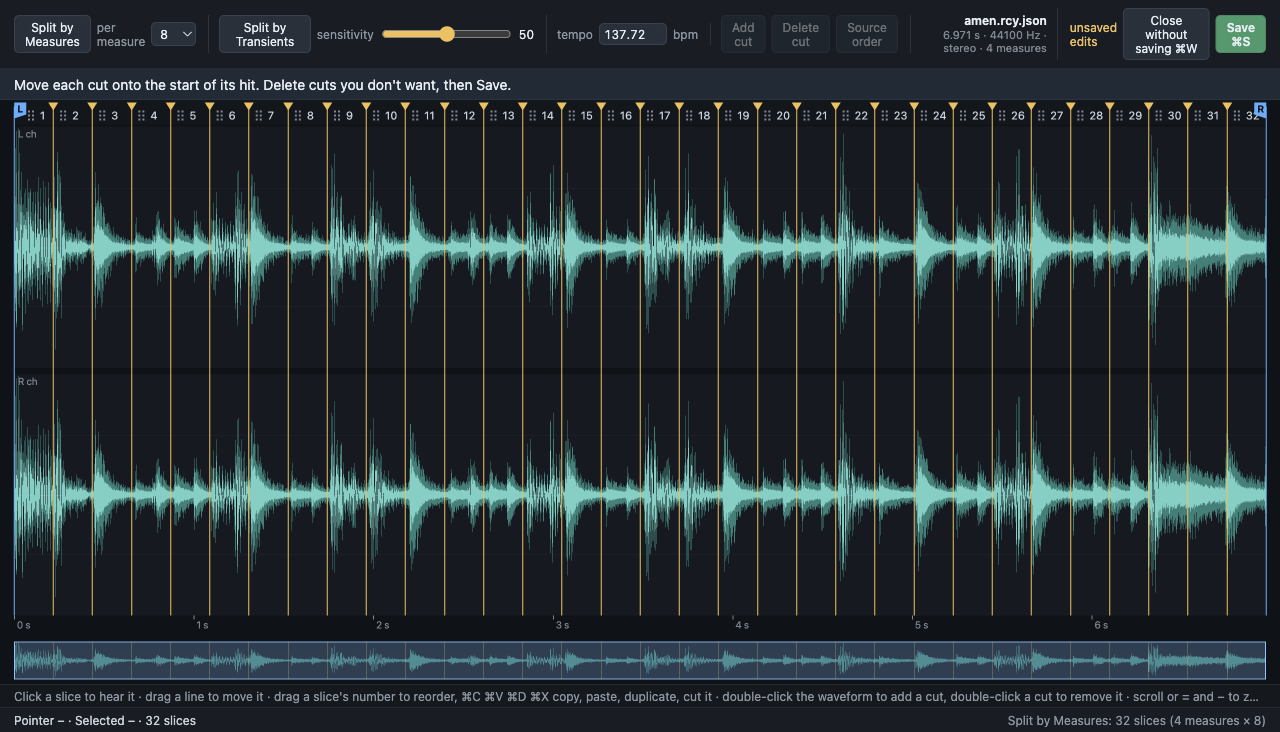 Split by
Measures
per
measure
8
Split by
Transients
sensitivity
50
tempo
137.72
bpm
Add
cut
Delete
cut
Source
order
amen.rcy.json
6.971 s · 44100 Hz ·
stereo · 4 measures
unsaved
edits
Close
without
saving ⌘W
Save
⌘S
Move each cut onto the start of its hit. Delete cuts you don't want, then Save.
L 1 2 3 4 5 6 7 8 9 10 11 12 13 14 15 16 17 18 19 20 21 22 23 24 25 26 27 28 29 30 31 32 R
L ch
R ch
0 s 1 s 2 s 3 s 4 s 5 s 6 s
Click a slice to hear it · drag a line to move it · drag a slice's number to reorder, ⌘C ⌘V ⌘D ⌘X copy, paste, duplicate, cut it · double-click the waveform to add a cut, double-click a cut to remove it · scroll or = and − to z…
Pointer – · Selected – · 32 slices
Split by Measures: 32 slices (4 measures × 8)